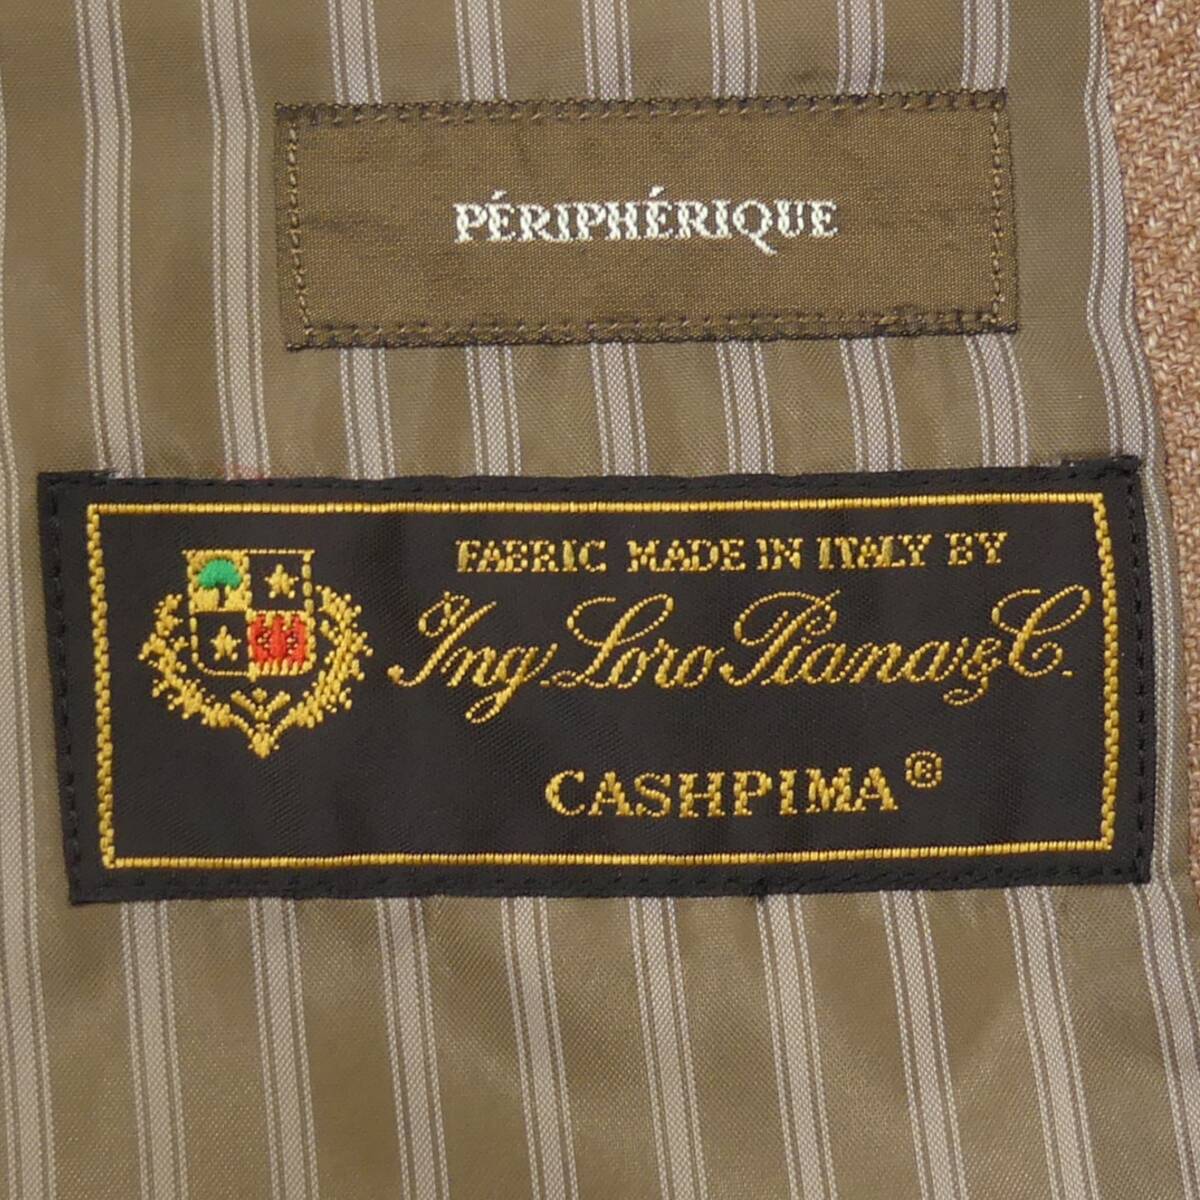 PÉRIPHÉRIQUE
FABRIC MADE IN ITALY BY
Ing Loro Piana & C.
CASHPIMA®